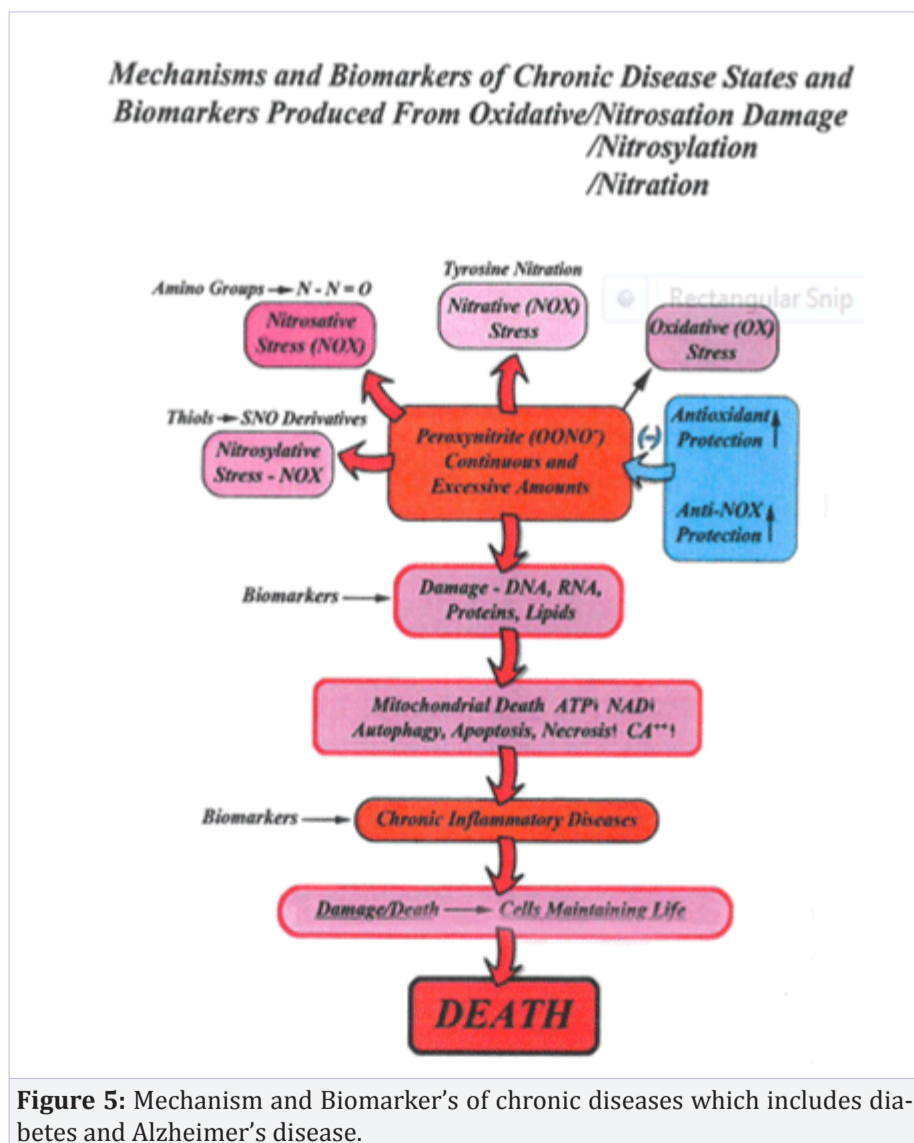 Mechanisms and Biomarkers of Chronic Disease States and
Biomarkers Produced From Oxidative/Nitrosation Damage
/Nitrosylation
/Nitration
Tyrosine Nitration
Amino Groups → N - N = O
Nitrative (NOX)
Stress
Rectangular Snip
Nitrosative
Stress (NOX)
Oxidative (OX)
Stress
Thiols → SNO Derivatives
Nitrosylative
Stress - NOX
Peroxynitrite (OONO⁻)
Continuous and
Excessive Amounts
(-)
Antioxidant ↑
Protection
Anti-NOX ↑
Protection
Biomarkers →
Damage - DNA, RNA,
Proteins, Lipids
Mitochondrial Death ATP NAD
Autophagy, Apoptosis, Necrosis↑ CA⁺⁺↑
Biomarkers →
Chronic Inflammatory Diseases
Damage/Death → Cells Maintaining Life
DEATH
Figure 5: Mechanism and Biomarker's of chronic diseases which includes dia-
betes and Alzheimer's disease.